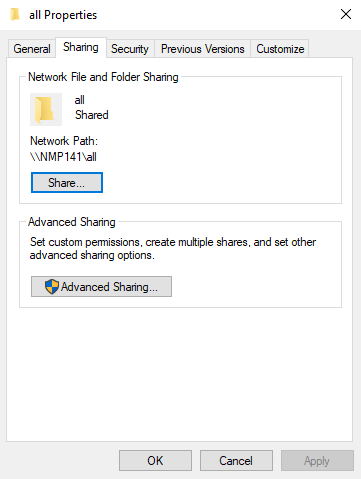 all Properties
General
Sharing
Security
Previous Versions
Customize
Network File and Folder Sharing
all
Shared
Network Path:
\\NMP141\all
Share...
Advanced Sharing
Set custom permissions, create multiple shares, and set other
advanced sharing options.
Advanced Sharing...
OK
Cancel
Apply